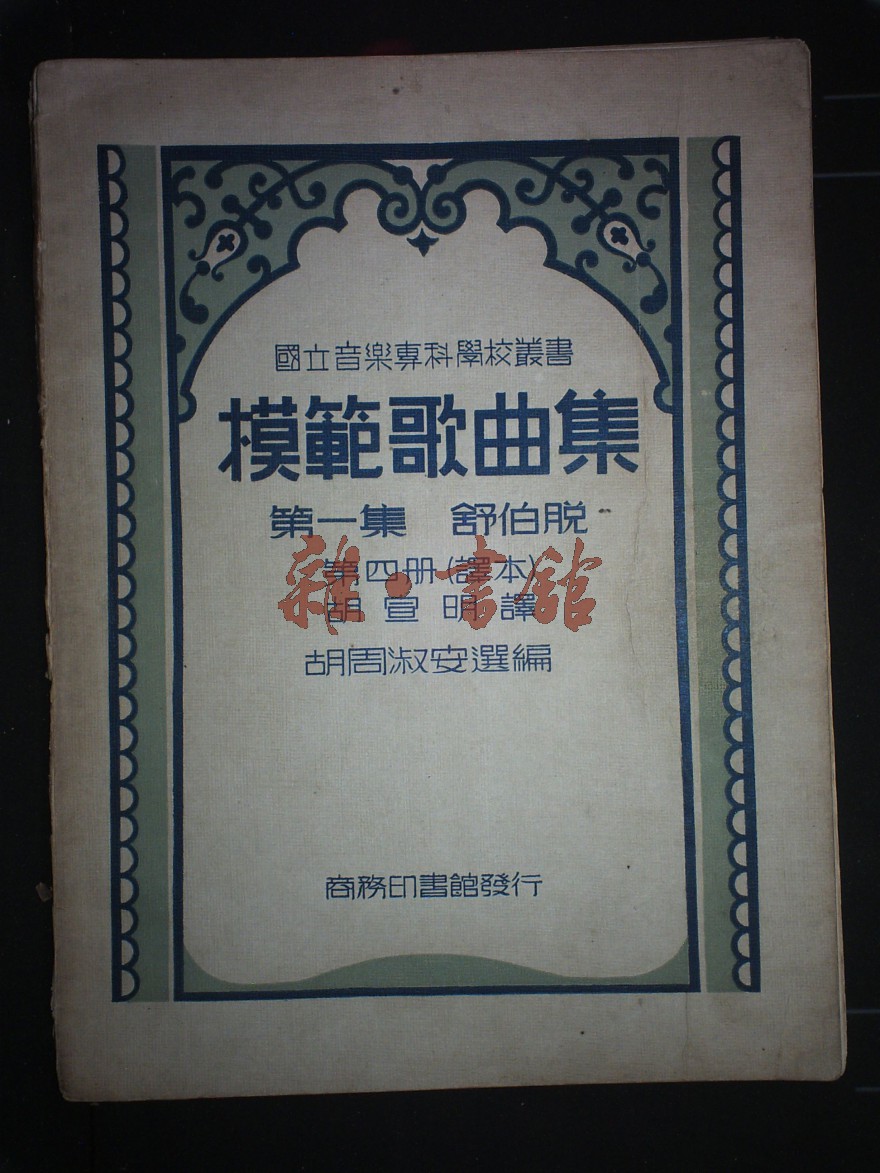 國立音樂專科學校叢書
模範歌曲集
第一集 舒伯脱
第四册(譯本)
胡宣明譯
雜·書館
胡周淑安選編
商務印書館發行